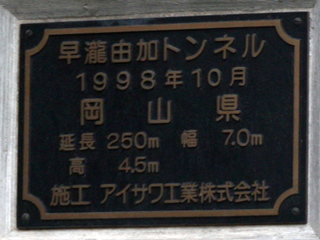 早瀧由加トンネル
1998年10月
岡山県
延長 250m 幅 7.0m
高 4.5m
施工 アイサワ工業株式会社